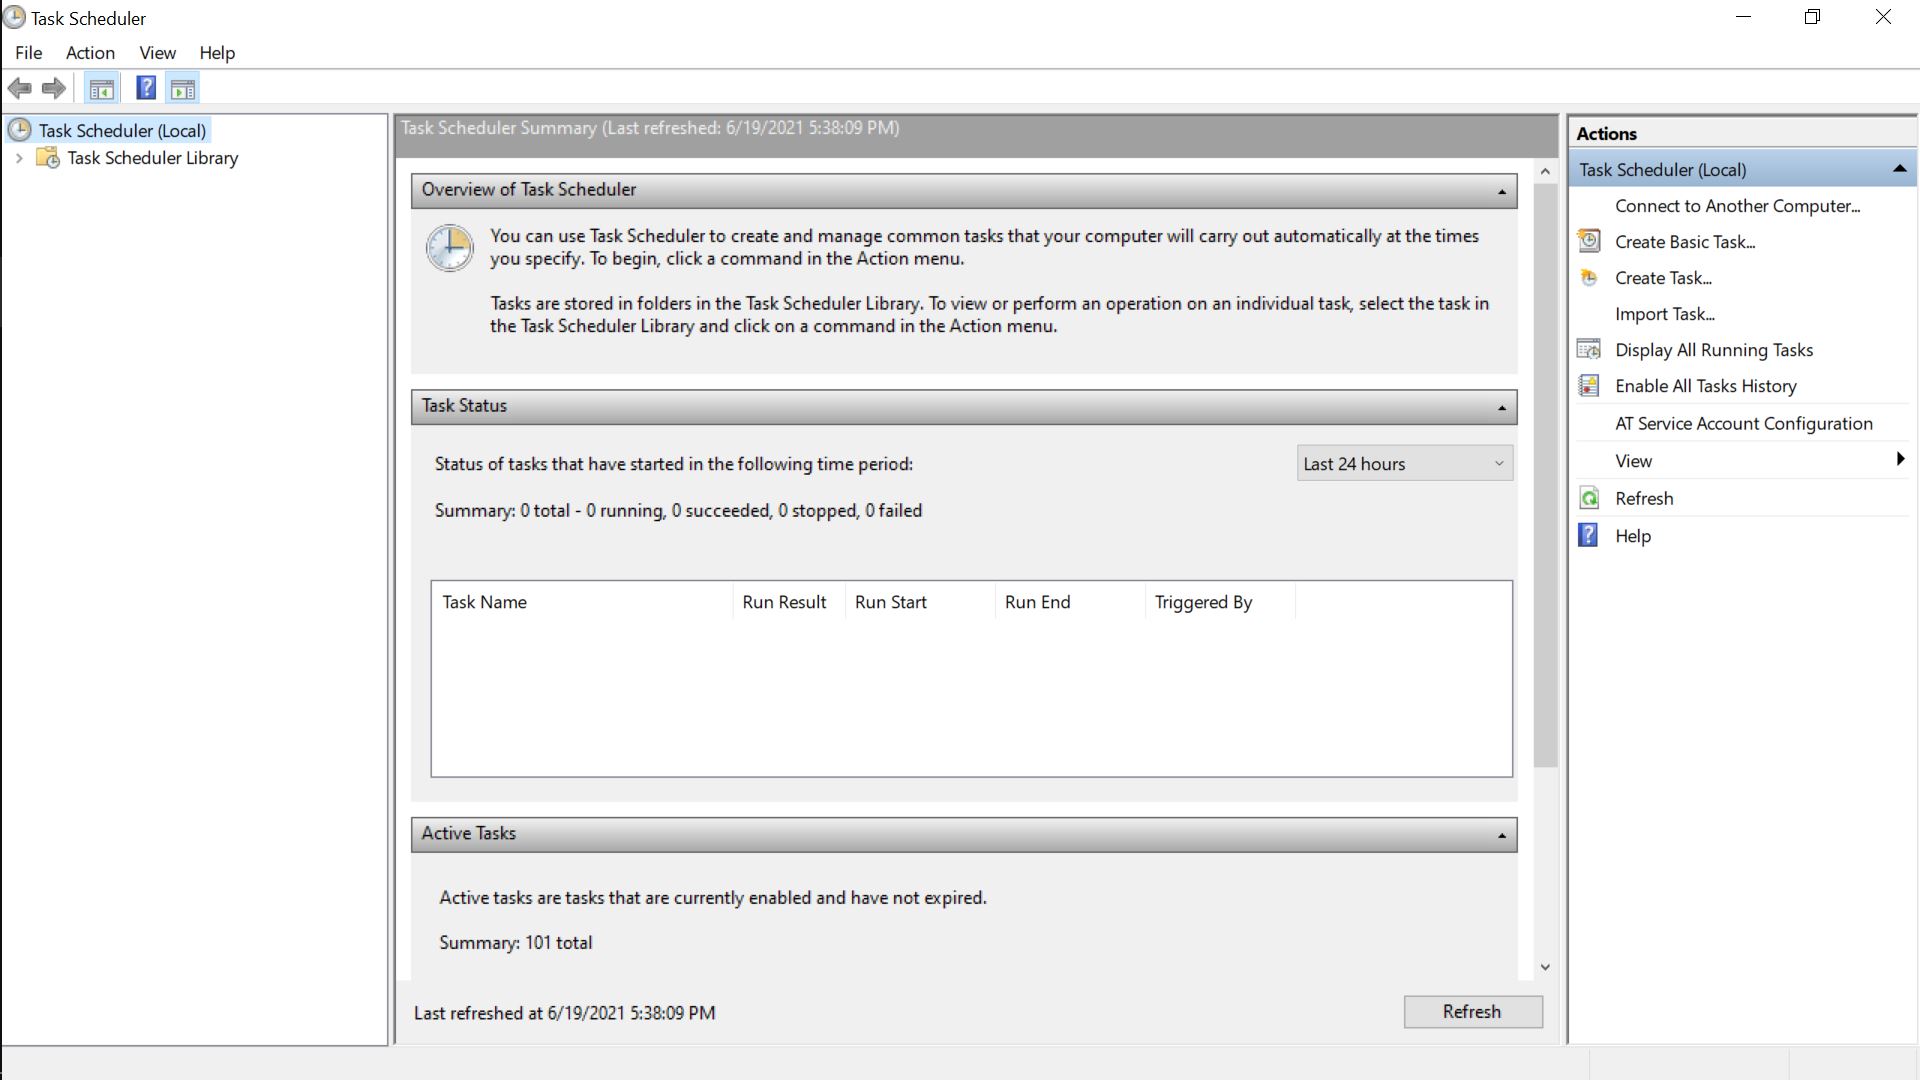 Task Scheduler
File Action View Help
Task Scheduler (Local)
Task Scheduler Library
Task Scheduler Summary (Last refreshed: 6/19/2021 5:38:09 PM)
Overview of Task Scheduler
You can use Task Scheduler to create and manage common tasks that your computer will carry out automatically at the times
you specify. To begin, click a command in the Action menu.
Tasks are stored in folders in the Task Scheduler Library. To view or perform an operation on an individual task, select the task in
the Task Scheduler Library and click on a command in the Action menu.
Task Status
Status of tasks that have started in the following time period:
Last 24 hours
Summary: 0 total - 0 running, 0 succeeded, 0 stopped, 0 failed
Task Name Run Result Run Start Run End Triggered By
Active Tasks
Active tasks are tasks that are currently enabled and have not expired.
Summary: 101 total
Last refreshed at 6/19/2021 5:38:09 PM
Refresh
Actions
Task Scheduler (Local)
Connect to Another Computer...
Create Basic Task...
Create Task...
Import Task...
Display All Running Tasks
Enable All Tasks History
AT Service Account Configuration
View
Refresh
Help